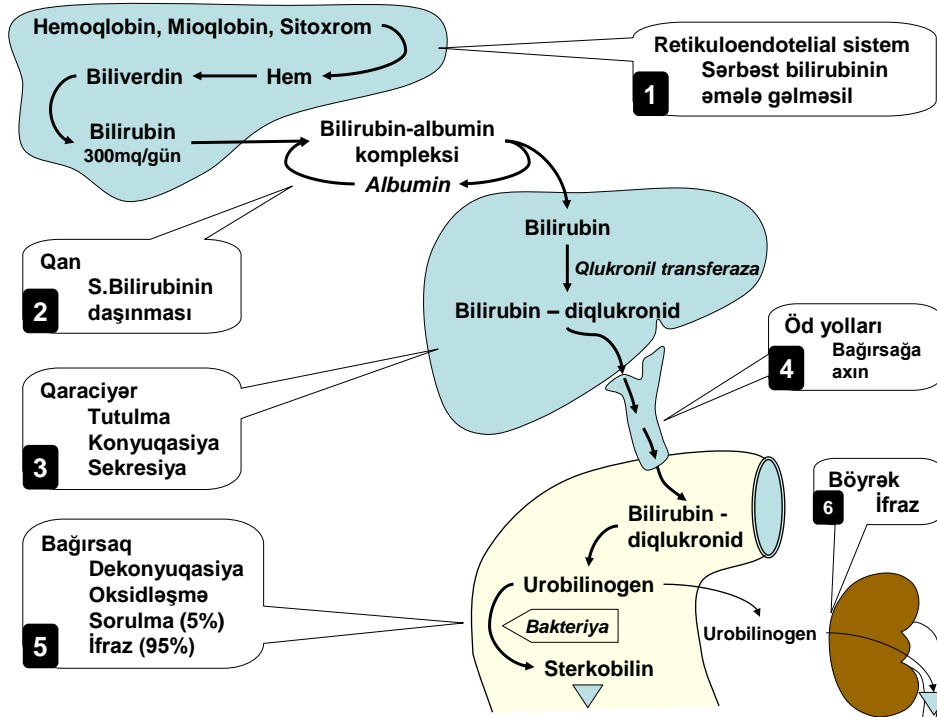 Hemoqlobin, Mioqlobin, Sitoxrom
Biliverdin
Hem
Bilirubin
300mq/gün
Bilirubin-albumin
kompleksi
Albumin
Retikuloendotelial sistem
Sərbəst bilirubinin
əmələ gəlməsil
1
Qan
S.Bilirubinin
daşınması
2
Bilirubin
Qlukronil transferaza
Bilirubin – diqlukronid
Öd yolları
Bağırsağa
axın
4
Qaraciyər
Tutulma
Konyuqasiya
Sekresiya
3
Bağırsaq
Dekonyuqasiya
Oksidləşmə
Sorulma (5%)
İfraz (95%)
5
Bilirubin -
diqlukronid
Urobilinogen
Bakteriya
Sterkobilin
Urobilinogen
Böyrək
İfraz
6